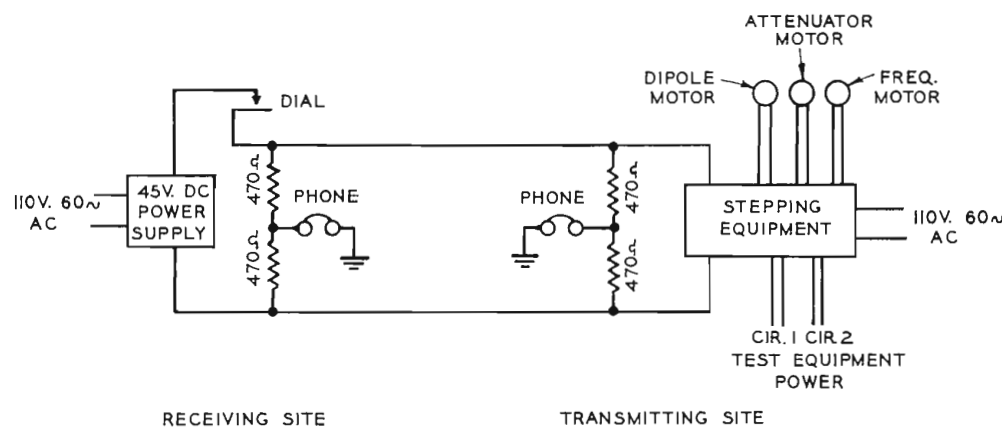 ATTENUATOR
MOTOR
DIPOLE
MOTOR
FREQ.
MOTOR
DIAL
110V. 60~
AC
45V. DC
POWER
SUPPLY
470Ω
470Ω
PHONE
PHONE
470Ω
470Ω
STEPPING
EQUIPMENT
110V. 60~
AC
CIR. 1 CIR. 2
TEST EQUIPMENT
POWER
RECEIVING SITE
TRANSMITTING SITE